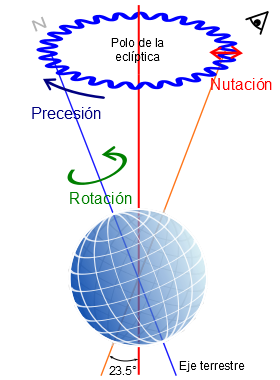 N
Polo de la
eclíptica
Nutación
Precesión
Rotación
23.5°
Eje terrestre